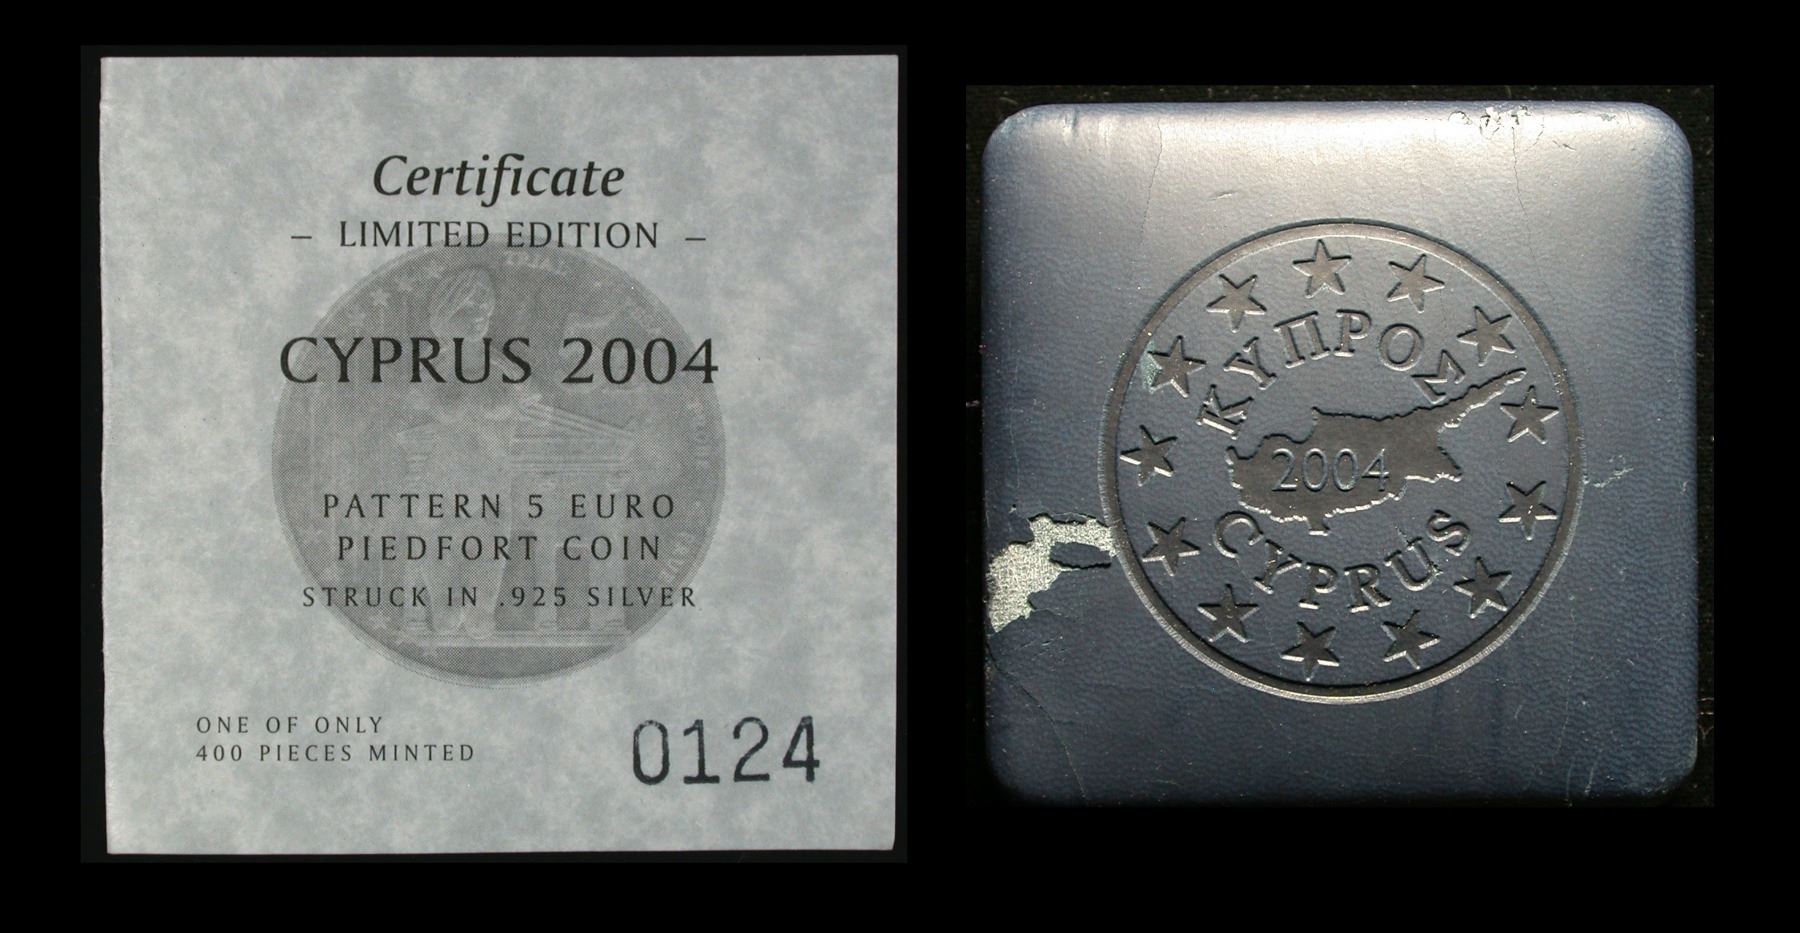 Certificate
– LIMITED EDITION –
TRIAL
CYPRUS 2004
PATTERN 5 EURO
PIEDFORT COIN
STRUCK IN .925 SILVER
ONE OF ONLY
400 PIECES MINTED
0124
ΚΥΠΡΟΣ
2004
CYPRUS